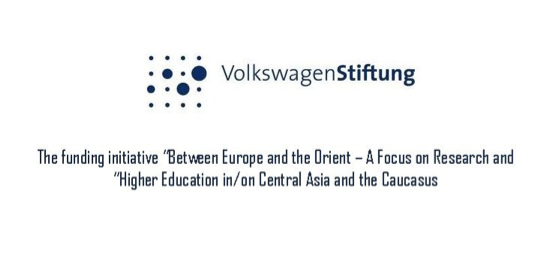 VolkswagenStiftung
The funding initiative “Between Europe and the Orient – A Focus on Research and
“Higher Education in/on Central Asia and the Caucasus